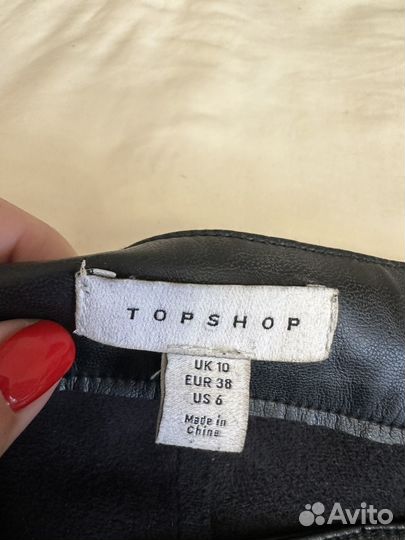 TOPSHOP
UK 10
EUR 38
US 6
Made in
China
Avito